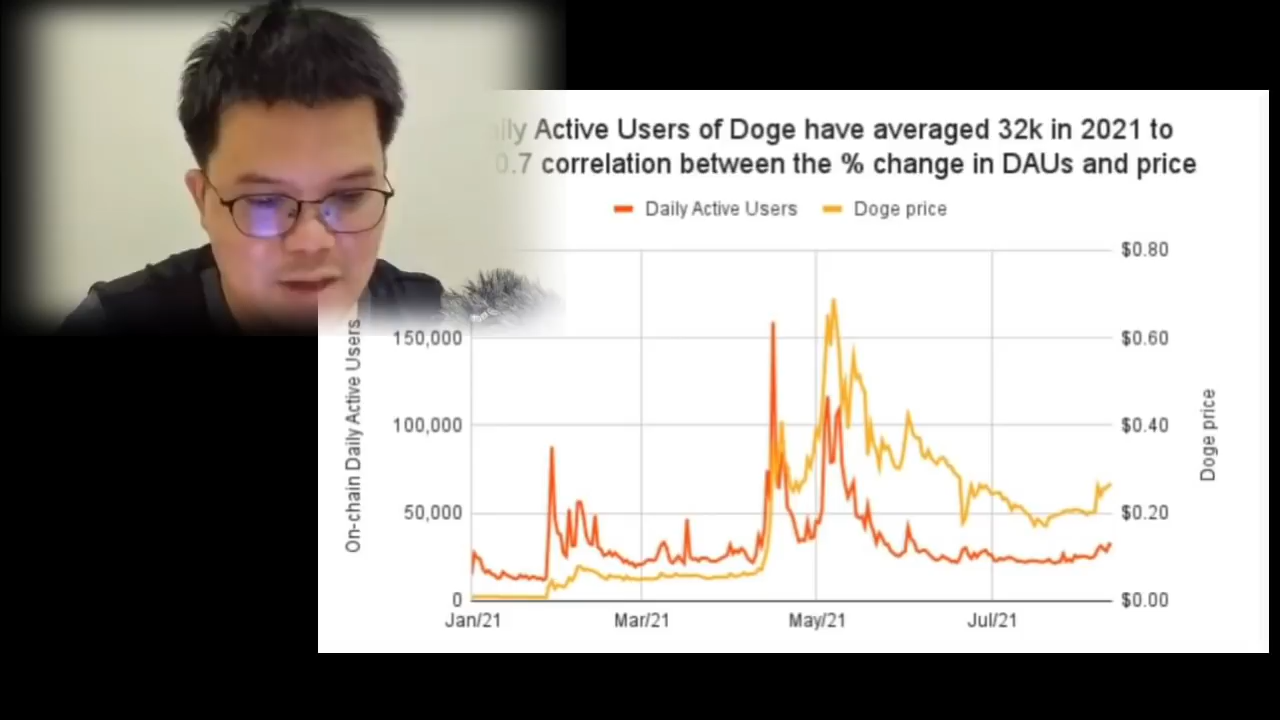 Active Users of Doge have averaged 32k in 2021 to
0.7 correlation between the % change in DAUs and price
Daily Active Users
Doge price
$0.80
150,000
$0.60
100,000
$0.40
50,000
$0.20
0
$0.00
Jan/21
Mar/21
May/21
Jul/21
On-chain Daily Active Users
Doge price